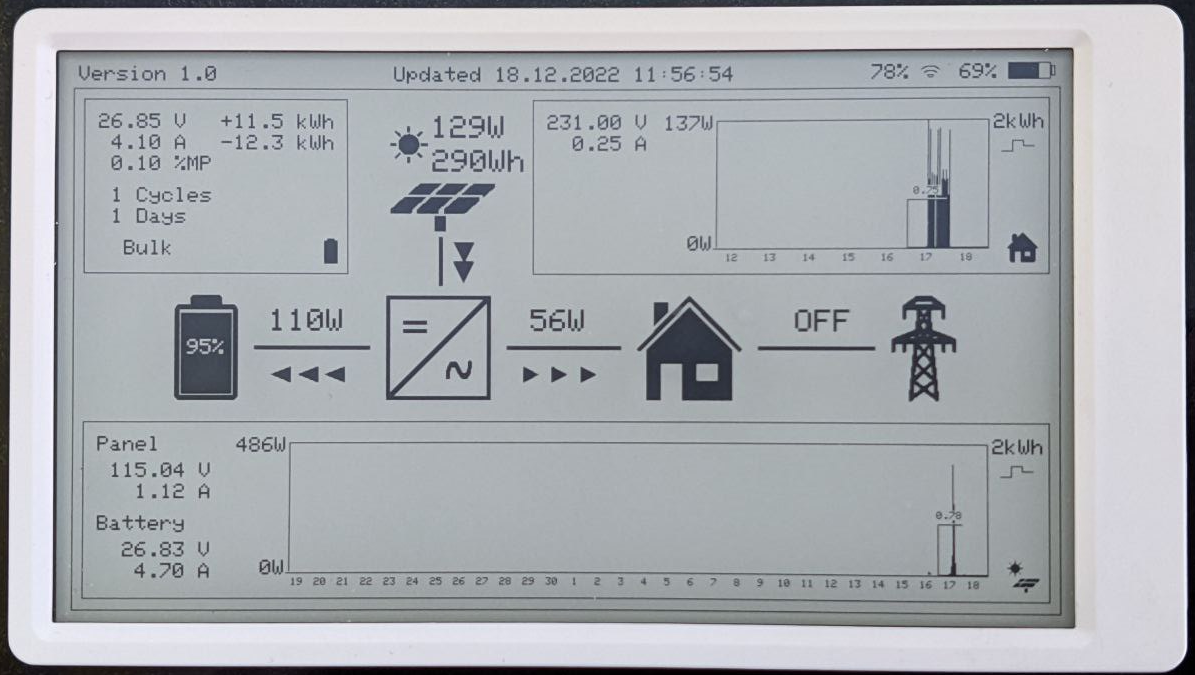 Version 1.0
Updated 18.12.2022 11:56:54
78% 69%
26.85 V +11.5 kWh
4.10 A -12.3 kWh
0.10 %MP
1 Cycles
1 Days
Bulk
129W
290Wh
231.00 V 137W
0.25 A
2kWh
0.75
0W
12 13 14 15 16 17 18
95%
110W
56W
OFF
Panel
115.04 V
1.12 A
Battery
26.83 V
4.70 A
486W
2kWh
0.78
0W
19 20 21 22 23 24 25 26 27 28 29 30 1 2 3 4 5 6 7 8 9 10 11 12 13 14 15 16 17 18